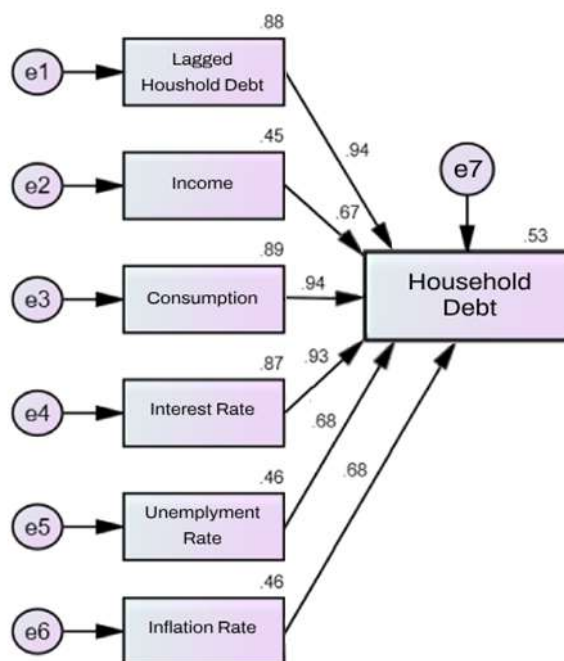 .88
e1
Lagged
Houshold Debt
.94
.45
e2
Income
.67
e7
.53
Household
Debt
.89
e3
Consumption
.94
.87
e4
Interest Rate
.93
.46
e5
Unemplyment
Rate
.68
.46
e6
Inflation Rate
.68